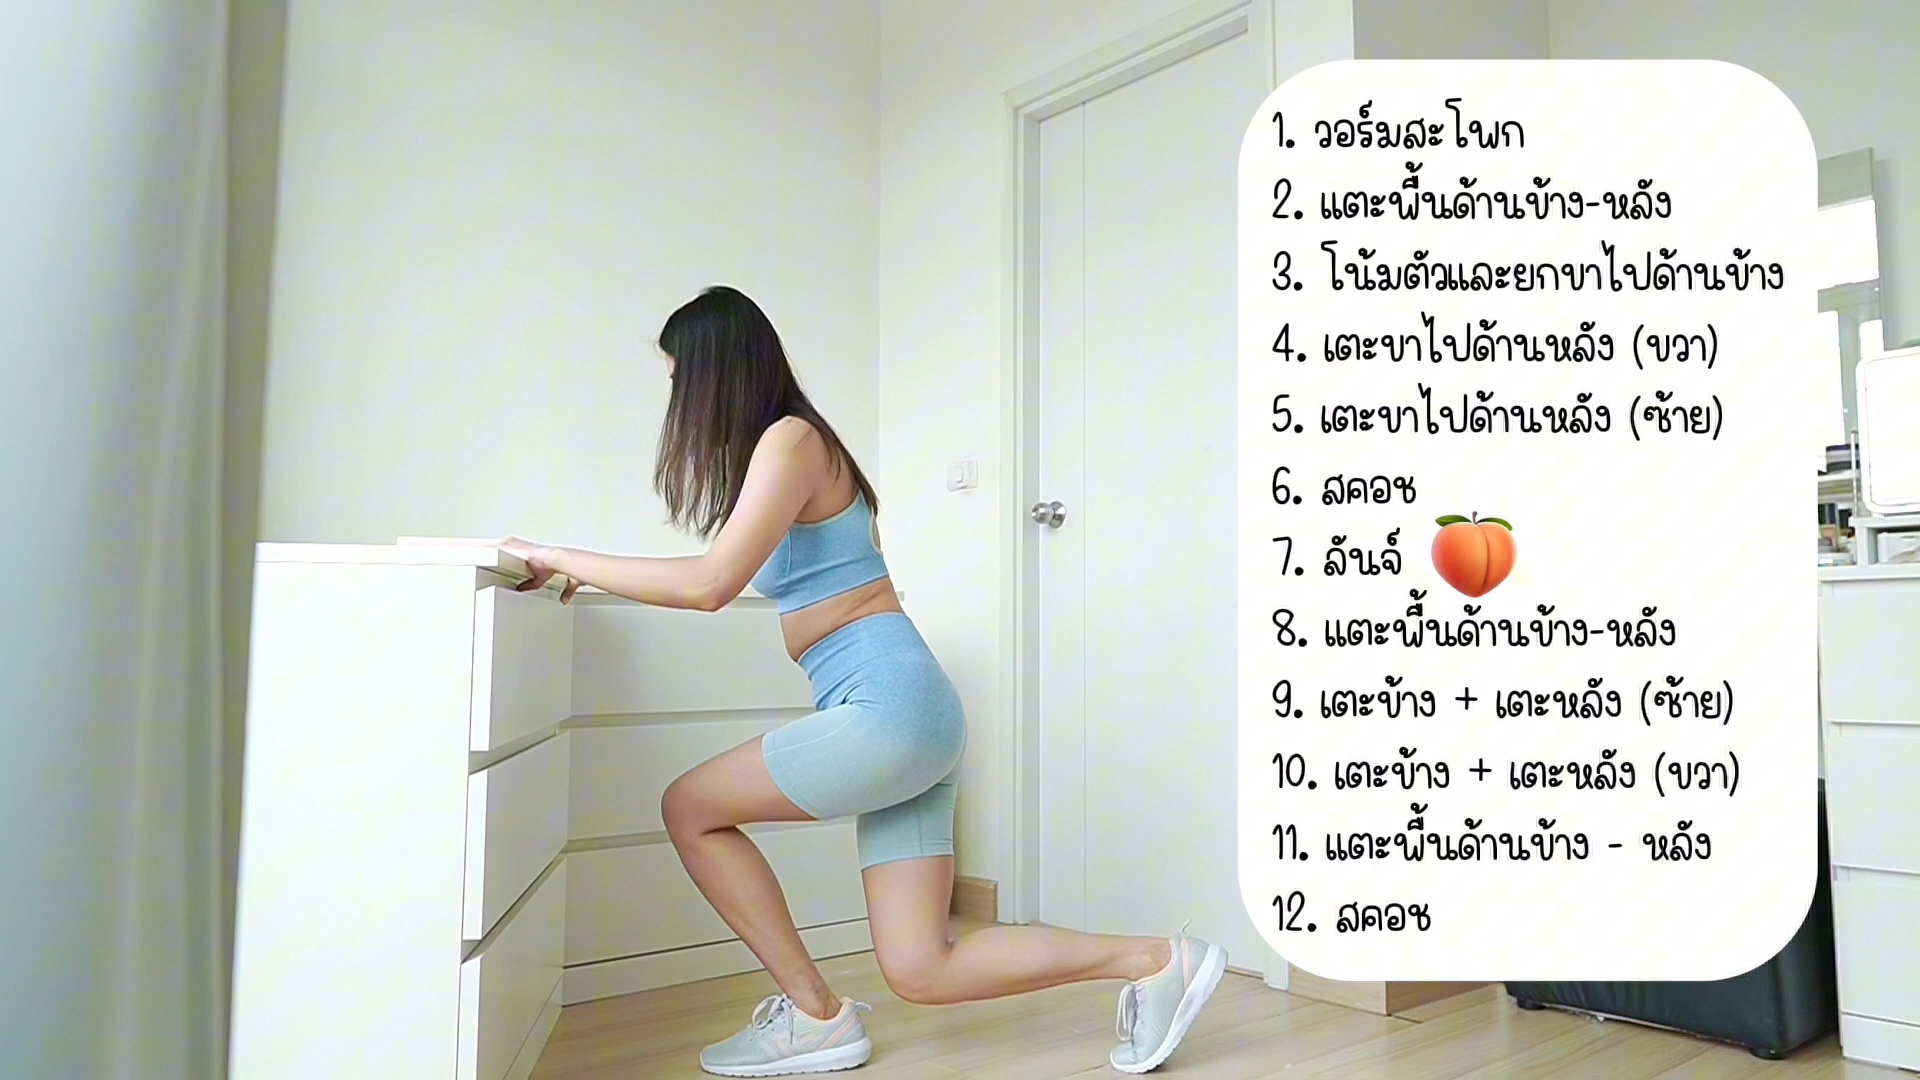 1. วอร์มสะโพก
2. แตะพื้นด้านข้าง-หลัง
3. โน้มตัวและยกขาไปด้านข้าง
4. เตะขาไปด้านหลัง (ขวา)
5. เตะขาไปด้านหลัง (ซ้าย)
6. สควอช
7. ลันจ์
8. แตะพื้นด้านข้าง-หลัง
9. เตะข้าง + เตะหลัง (ซ้าย)
10. เตะข้าง + เตะหลัง (ขวา)
11. แตะพื้นด้านข้าง - หลัง
12. สควอช